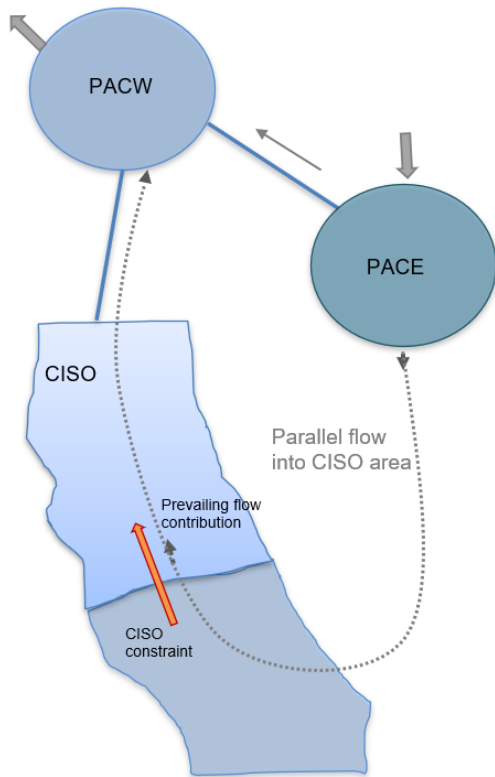 PACW
PACE
CISO
Parallel flow
into CISO area
Prevailing flow
contribution
CISO
constraint